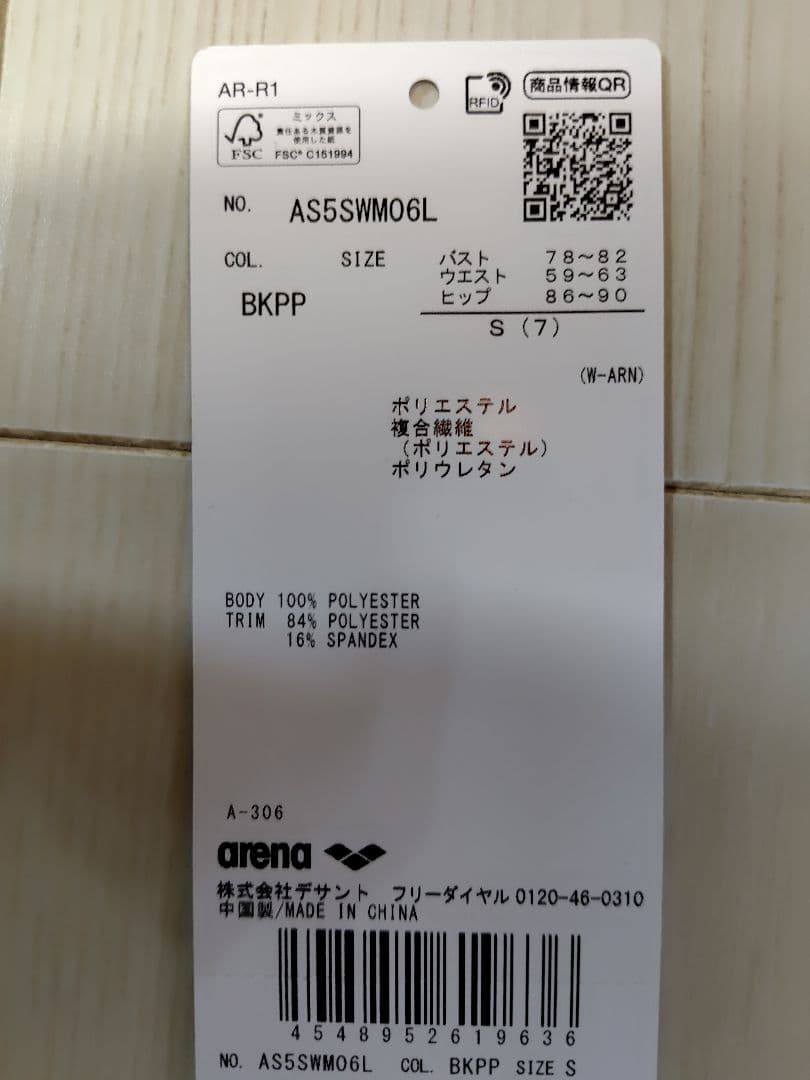 AR-R1
RFID
商品情報QR
ミックス
責任ある木質資源を
使用した紙
FSC
FSC® C151994
NO. AS5SWM06L
COL. SIZE
バスト 78～82
ウエスト 59～63
ヒップ 86～90
BKPP
S (7)
(W-ARN)
ポリエステル
複合繊維
（ポリエステル）
ポリウレタン
BODY 100% POLYESTER
TRIM 84% POLYESTER
16% SPANDEX
A-306
arena
株式会社デサント フリーダイヤル 0120-46-0310
中国製/MADE IN CHINA
4548952619636
NO. AS5SWM06L COL. BKPP SIZE S